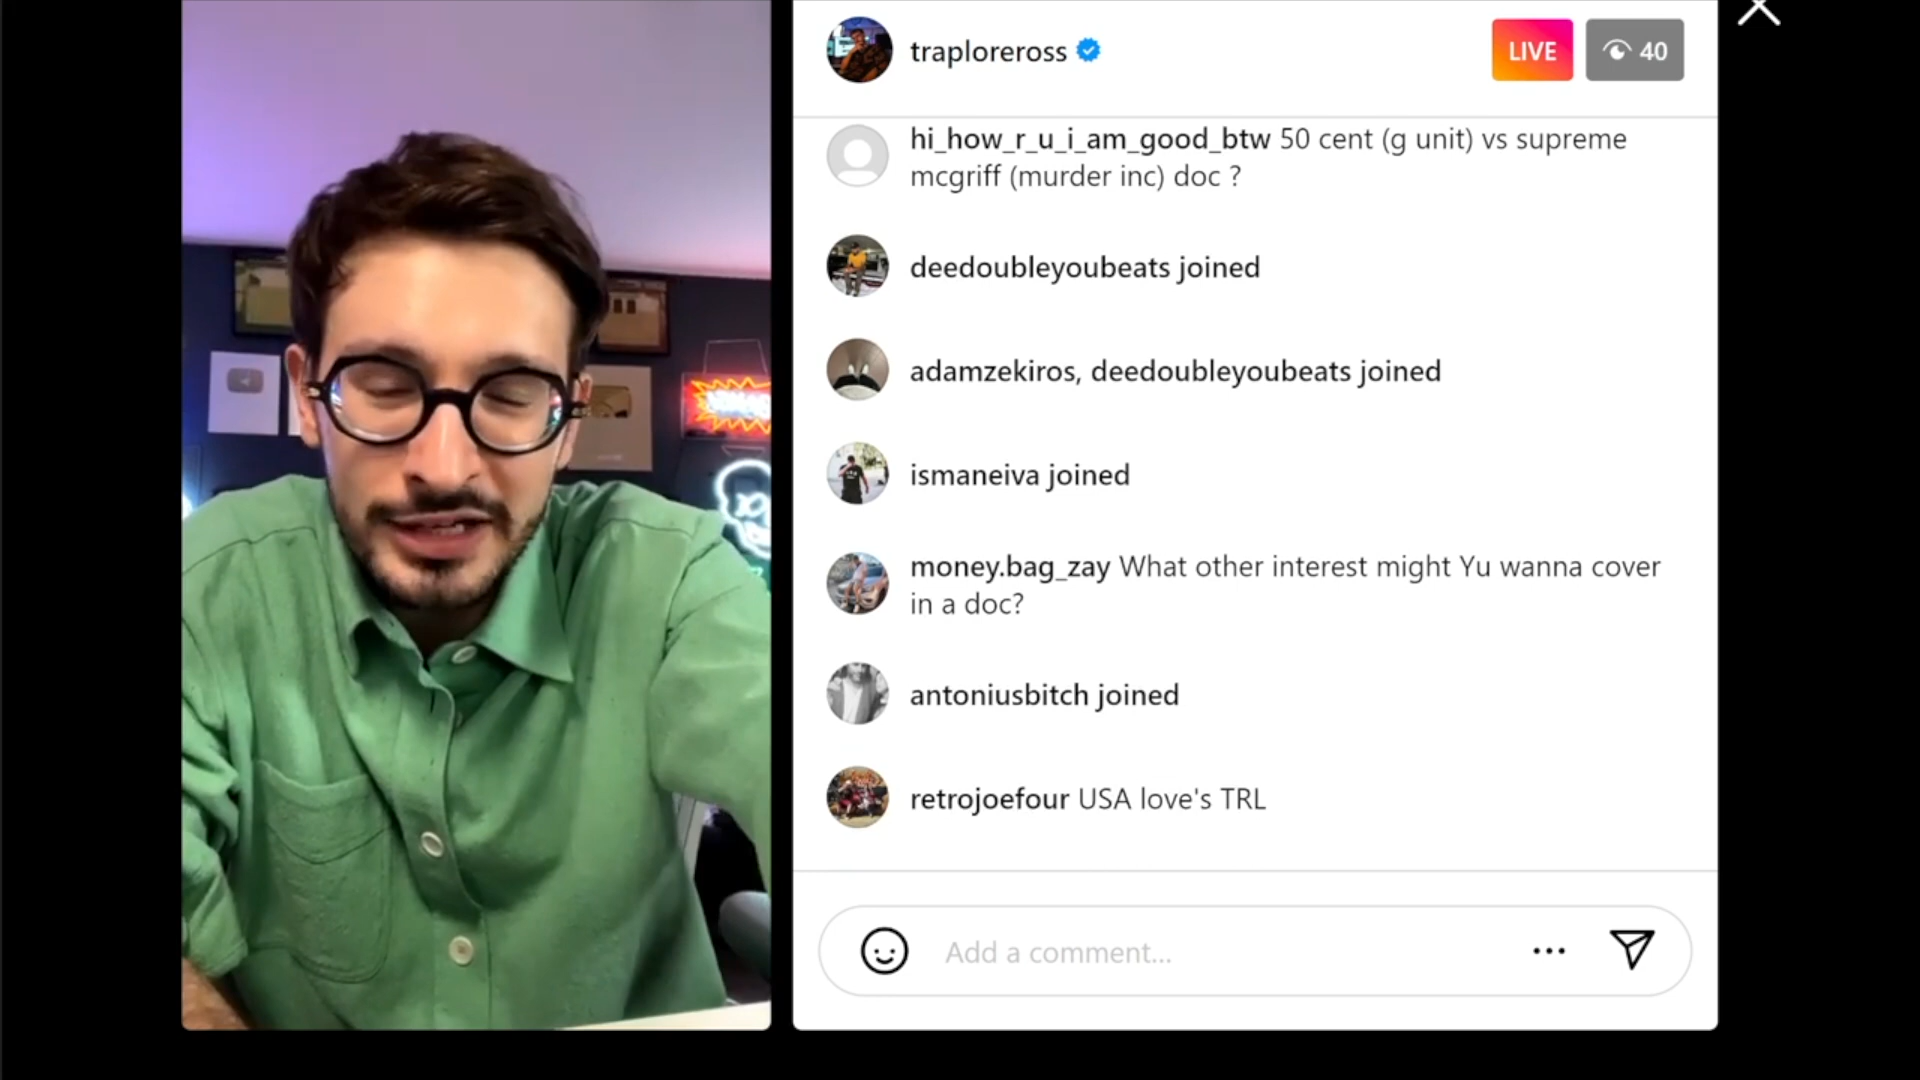 traploreross
LIVE
40
hi_how_r_u_i_am_good_btw 50 cent (g unit) vs supreme
mcgriff (murder inc) doc ?
deedoubleyoubeats joined
adamzekiros, deedoubleyoubeats joined
ismaneiva joined
money.bag_zay What other interest might Yu wanna cover
in a doc?
antoniusbitch joined
retrojoefour USA love's TRL
Add a comment...